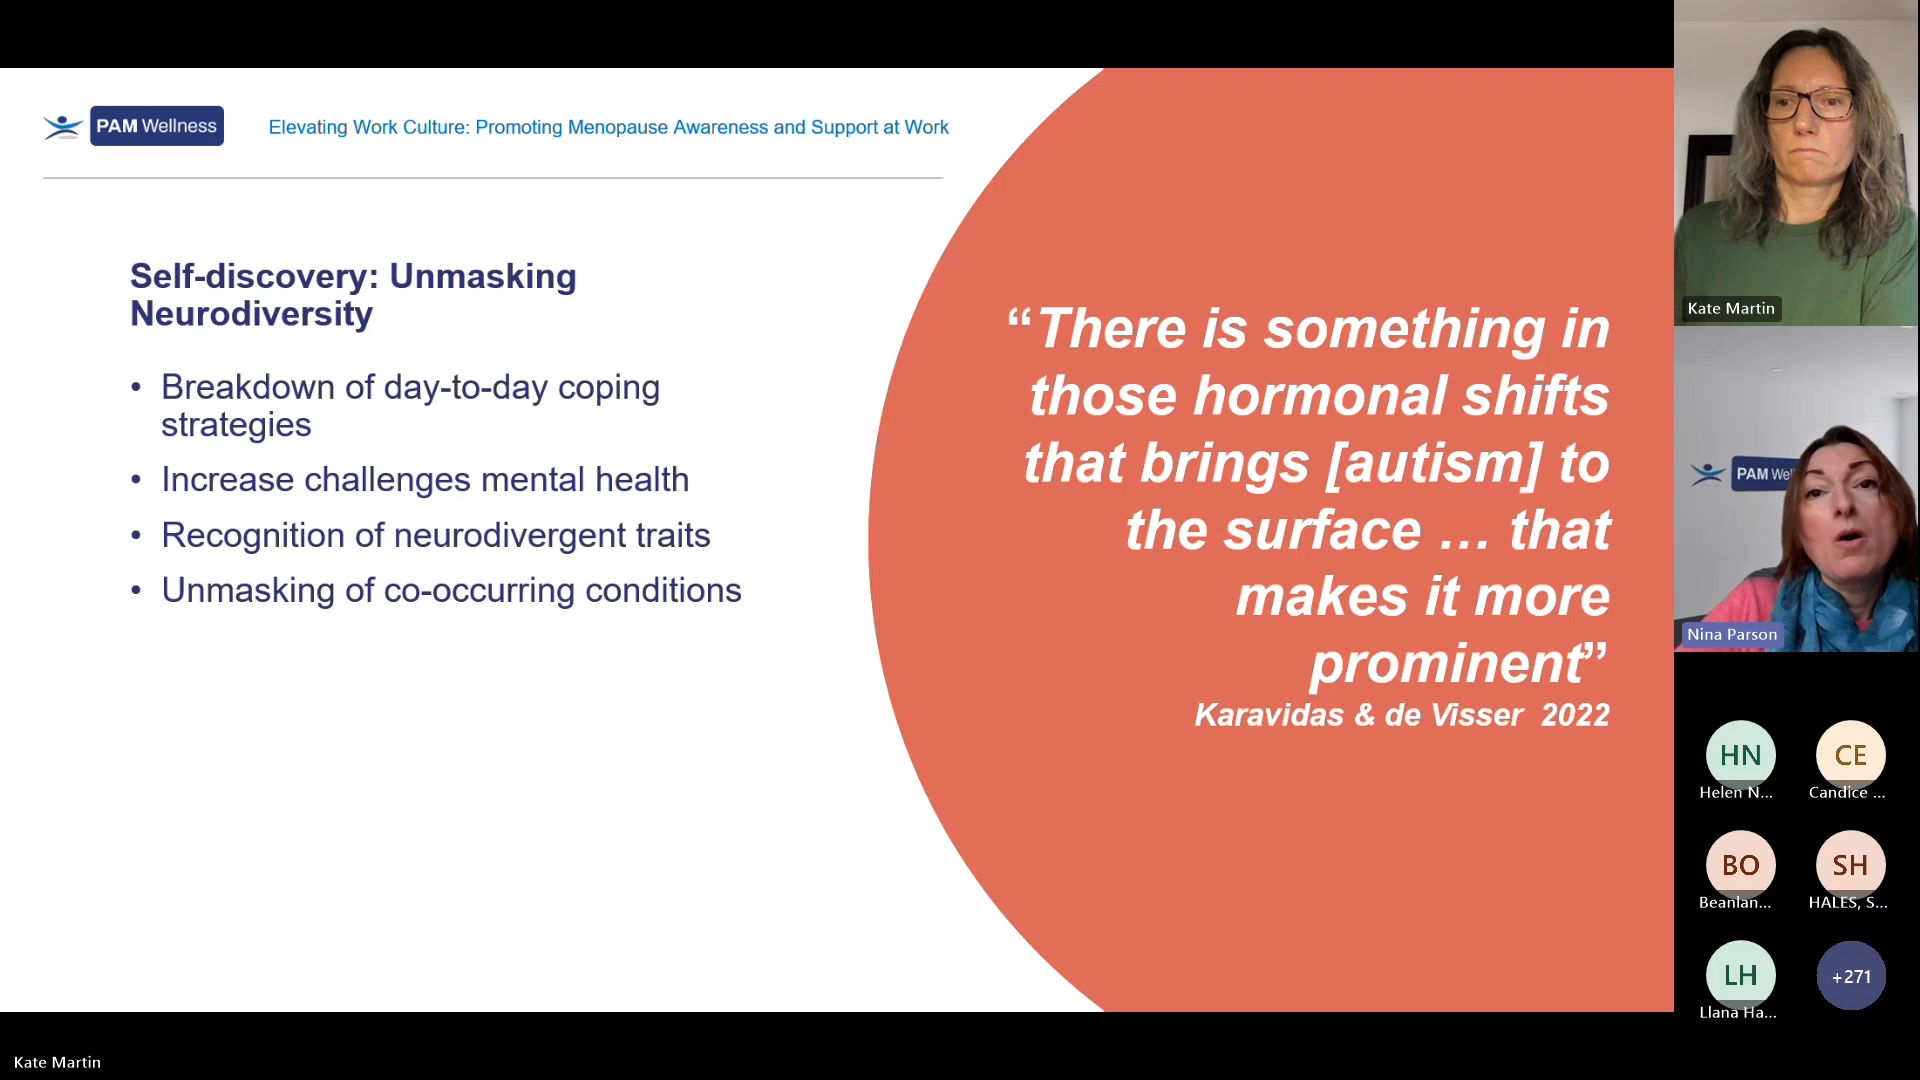 PAM Wellness
Elevating Work Culture: Promoting Menopause Awareness and Support at Work
Self-discovery: Unmasking
Neurodiversity
• Breakdown of day-to-day coping
strategies
• Increase challenges mental health
• Recognition of neurodivergent traits
• Unmasking of co-occurring conditions
“There is something in
those hormonal shifts
that brings [autism] to
the surface … that
makes it more
prominent”
Karavidas & de Visser 2022
Kate Martin
PAM Wel
Nina Parson
HN
Helen N...
CE
Candice ...
BO
Beanlan...
SH
HALES, S...
LH
Llana Ha...
+271
Kate Martin